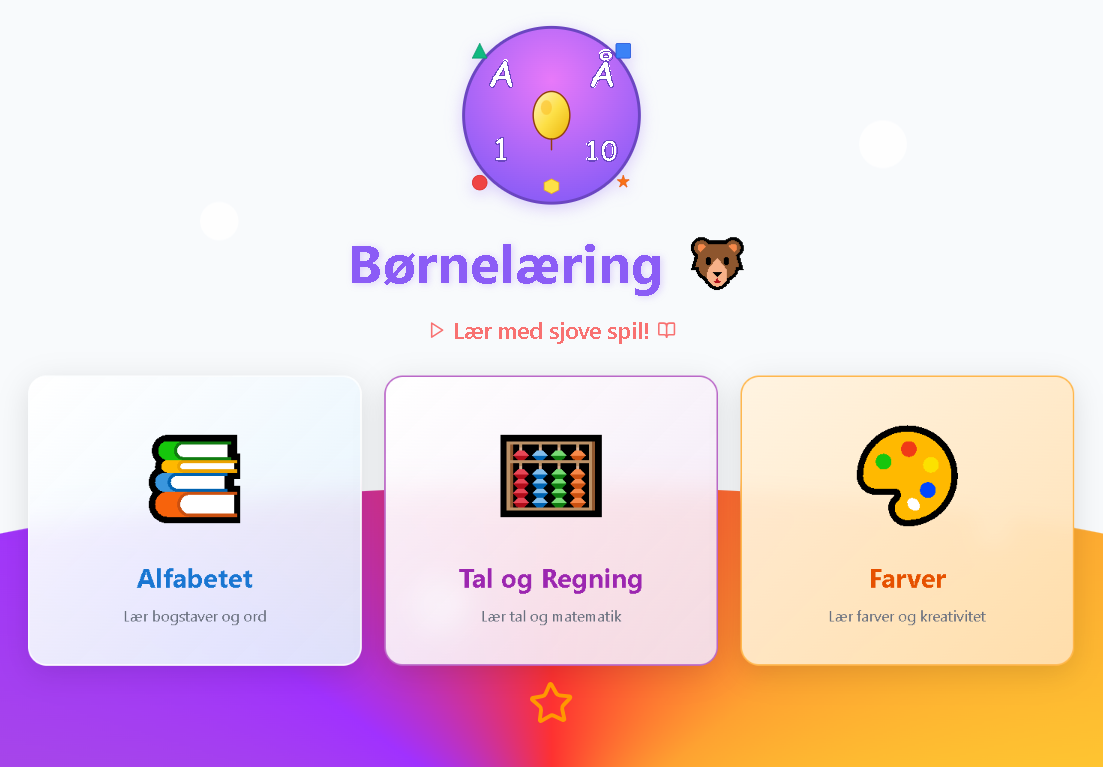 A Å
1 10
Børnelæring
Lær med sjove spil!
Alfabetet
Lær bogstaver og ord
Tal og Regning
Lær tal og matematik
Farver
Lær farver og kreativitet